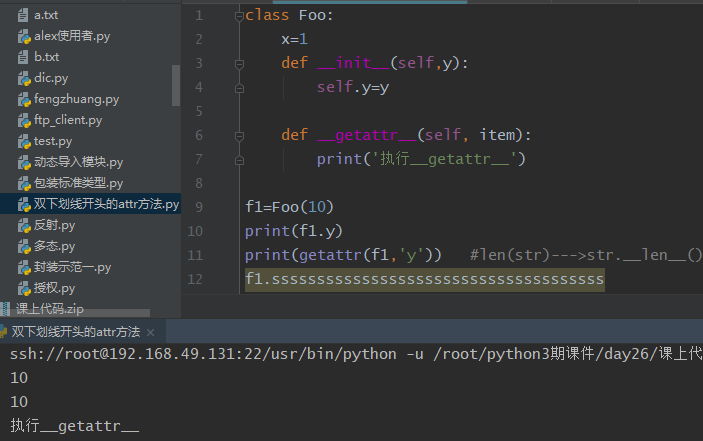 a.txt
alex使用者.py
b.txt
dic.py
fengzhuang.py
ftp_client.py
test.py
动态导入模块.py
包装标准类型.py
双下划线开头的attr方法.py
反射.py
多态.py
封装示范一.py
授权.py
课上代码.zip
1 class Foo:
2 x=1
3 def __init__(self,y):
4 self.y=y
5
6 def __getattr__(self, item):
7 print('执行__getattr__')
8
9 f1=Foo(10)
10 print(f1.y)
11 print(getattr(f1,'y')) #len(str)--->str.__len__()
12 f1.sssssssssssssssssssssssssssssssssssss
双下划线开头的attr方法 ×
ssh://root@192.168.49.131:22/usr/bin/python -u /root/python3期课件/day26/课上代
10
10
执行__getattr__